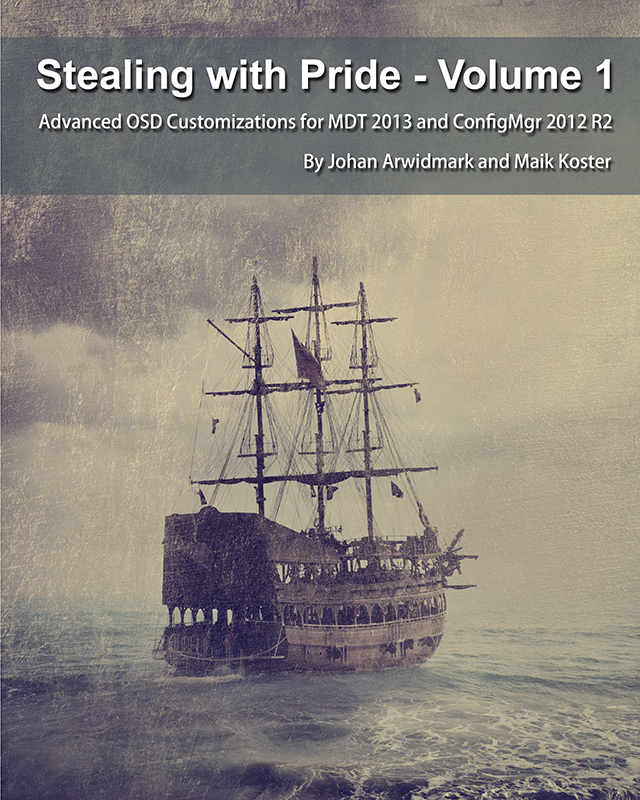 Stealing with Pride - Volume 1
Advanced OSD Customizations for MDT 2013 and ConfigMgr 2012 R2
By Johan Arwidmark and Maik Koster